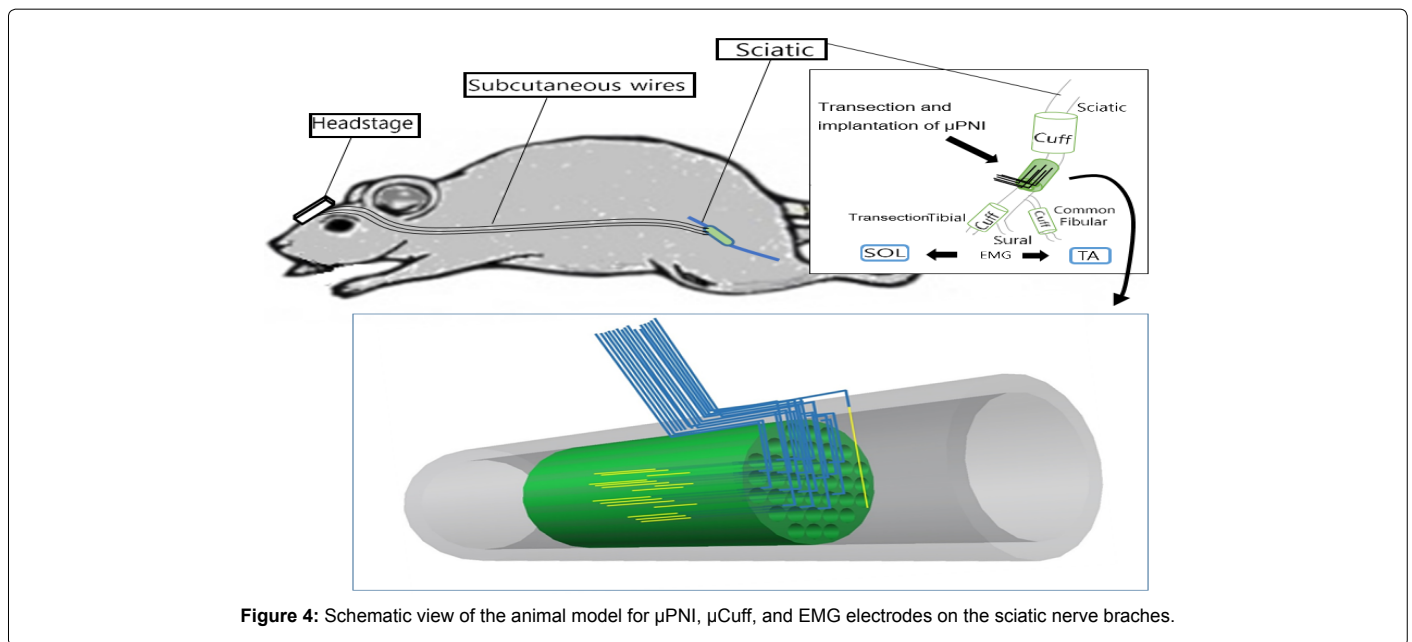 Sciatic
Subcutaneous wires
Headstage
Sciatic
Transection and
implantation of µPNI
Cuff
TransectionTibial
Cuff
Cuff
Common
Fibular
Sural
SOL
EMG
TA
Figure 4: Schematic view of the animal model for µPNI, µCuff, and EMG electrodes on the sciatic nerve braches.